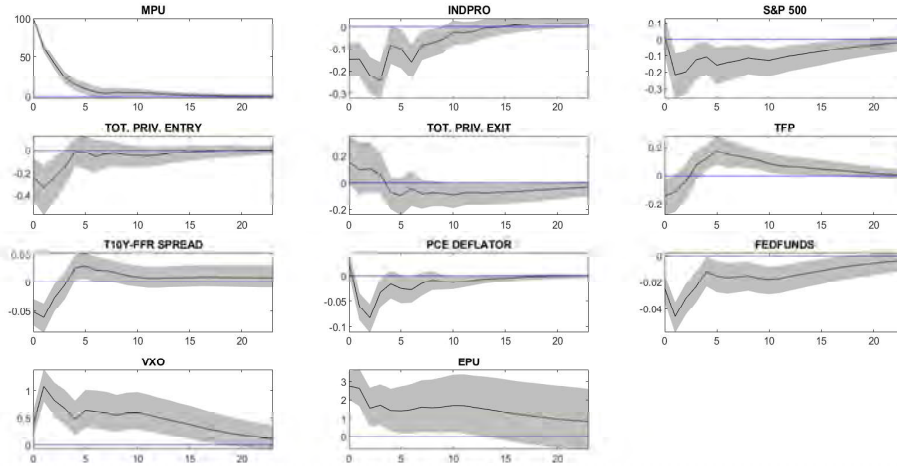 MPU INDPRO S&P 500
100 0 0.1
50 -0.1 0
0 -0.2 -0.1
-0.3 -0.2
-0.3
0 5 10 15 20 0 5 10 15 20 0 5 10 15 20
TOT. PRIV. ENTRY TOT. PRIV. EXIT TFP
0 0.2 0.2
-0.2 0 0
-0.4 -0.2 -0.2
0 5 10 15 20 0 5 10 15 20 0 5 10 15 20
T10Y-FFR SPREAD PCE DEFLATOR FEDFUNDS
0.05 0 0
0 -0.05 -0.02
-0.05 -0.1 -0.04
0 5 10 15 20 0 5 10 15 20 0 5 10 15 20
VXO EPU
1 3
0.5 2
0 1
0
0 5 10 15 20 0 5 10 15 20